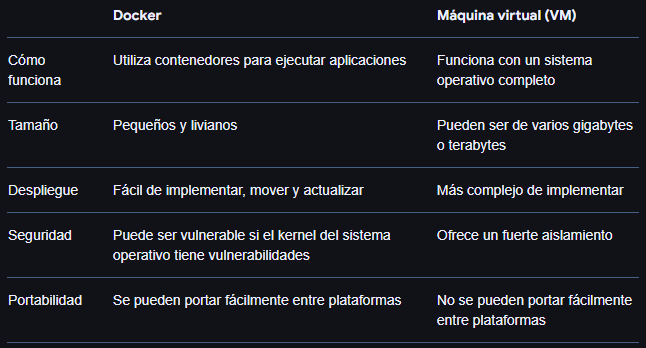 Docker
Máquina virtual (VM)
Cómo funciona
Utiliza contenedores para ejecutar aplicaciones
Funciona con un sistema operativo completo
Tamaño
Pequeños y livianos
Pueden ser de varios gigabytes o terabytes
Despliegue
Fácil de implementar, mover y actualizar
Más complejo de implementar
Seguridad
Puede ser vulnerable si el kernel del sistema operativo tiene vulnerabilidades
Ofrece un fuerte aislamiento
Portabilidad
Se pueden portar fácilmente entre plataformas
No se pueden portar fácilmente entre plataformas